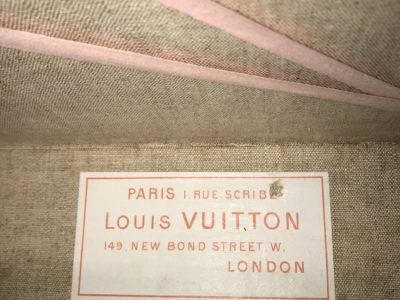 PARIS 1. RUE SCRIBE
LOUIS VUITTON
149, NEW BOND STREET, W.
LONDON